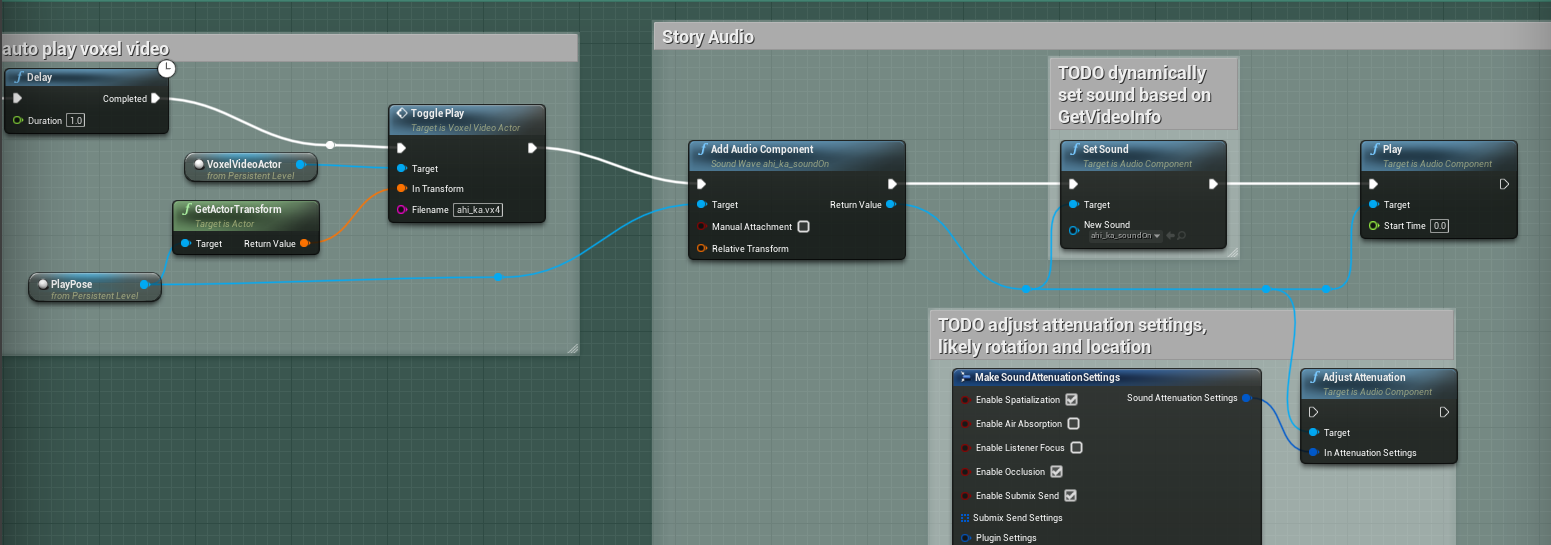 auto play voxel video
Delay
Completed
Duration 1.0
VoxelVideoActor
from Persistent Level
GetActorTransform
Target is Actor
Target Return Value
PlayPose
from Persistent Level
Toggle Play
Target is Voxel Video Actor
Target
In Transform
Filename ahi_ka.vx4
Story Audio
Add Audio Component
Sound Wave ahi_ka_soundOn
Target Return Value
Manual Attachment
Relative Transform
TODO dynamically
set sound based on
GetVideoInfo
Set Sound
Target is Audio Component
Target
New Sound
ahi_ka_soundOn
Play
Target is Audio Component
Target
Start Time 0.0
TODO adjust attenuation settings,
likely rotation and location
Make SoundAttenuationSettings
Enable Spatialization Sound Attenuation Settings
Enable Air Absorption
Enable Listener Focus
Enable Occlusion
Enable Submix Send
Submix Send Settings
Plugin Settings
Adjust Attenuation
Target is Audio Component
Target
In Attenuation Settings